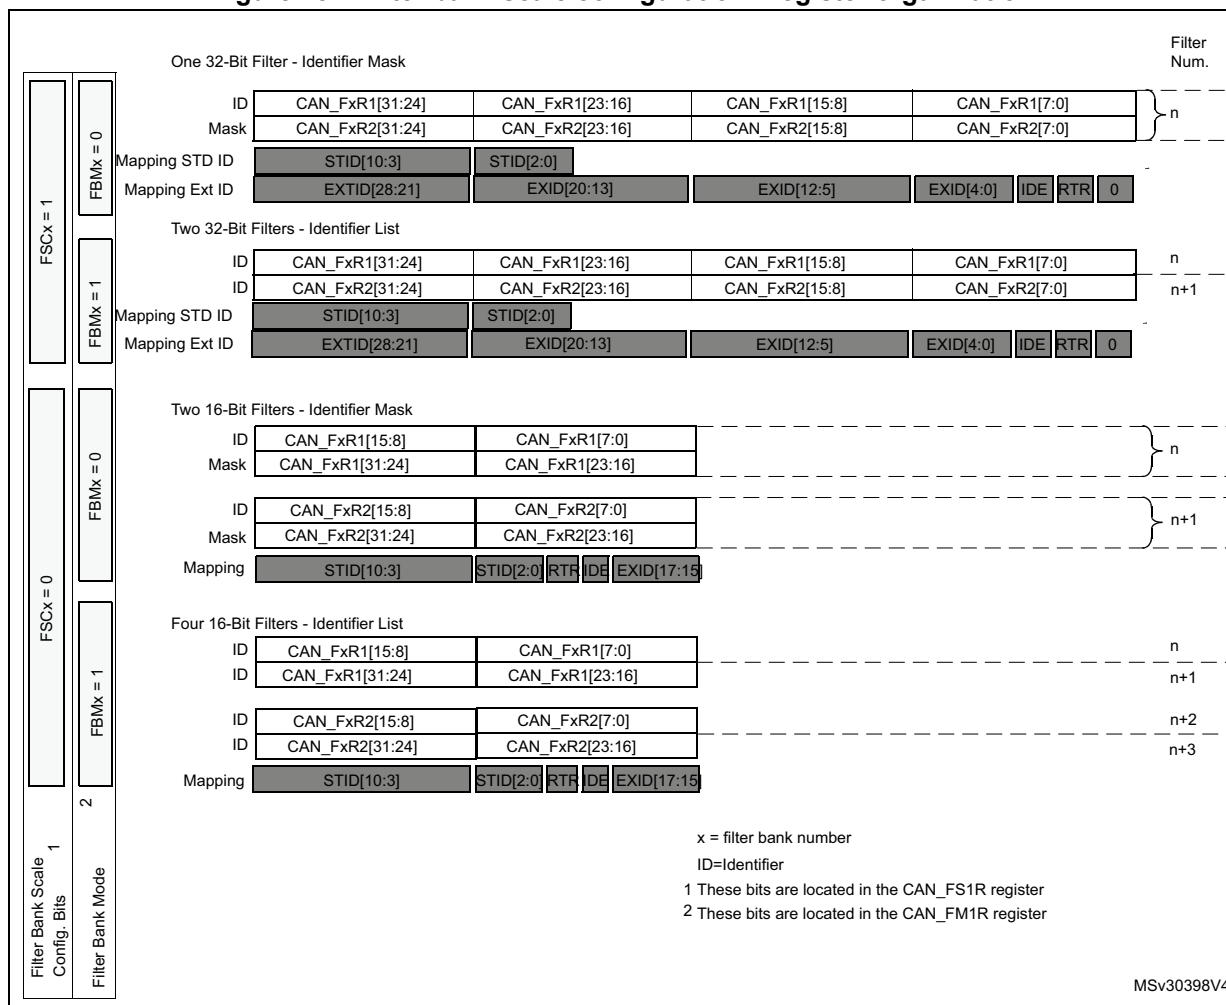 Filter
Num.
One 32-Bit Filter - Identifier Mask
ID CAN_FxR1[31:24] CAN_FxR1[23:16] CAN_FxR1[15:8] CAN_FxR1[7:0] n
Mask CAN_FxR2[31:24] CAN_FxR2[23:16] CAN_FxR2[15:8] CAN_FxR2[7:0]
Mapping STD ID STID[10:3] STID[2:0]
Mapping Ext ID EXTID[28:21] EXID[20:13] EXID[12:5] EXID[4:0] IDE RTR 0
FSCx = 1
FBMx = 0
Two 32-Bit Filters - Identifier List
ID CAN_FxR1[31:24] CAN_FxR1[23:16] CAN_FxR1[15:8] CAN_FxR1[7:0] n
ID CAN_FxR2[31:24] CAN_FxR2[23:16] CAN_FxR2[15:8] CAN_FxR2[7:0] n+1
Mapping STD ID STID[10:3] STID[2:0]
Mapping Ext ID EXTID[28:21] EXID[20:13] EXID[12:5] EXID[4:0] IDE RTR 0
FBMx = 1
Two 16-Bit Filters - Identifier Mask
ID CAN_FxR1[15:8] CAN_FxR1[7:0] n
Mask CAN_FxR1[31:24] CAN_FxR1[23:16]
ID CAN_FxR2[15:8] CAN_FxR2[7:0] n+1
Mask CAN_FxR2[31:24] CAN_FxR2[23:16]
Mapping STID[10:3] STID[2:0] RTR IDE EXID[17:15]
FSCx = 0
FBMx = 0
Four 16-Bit Filters - Identifier List
ID CAN_FxR1[15:8] CAN_FxR1[7:0] n
ID CAN_FxR1[31:24] CAN_FxR1[23:16] n+1
ID CAN_FxR2[15:8] CAN_FxR2[7:0] n+2
ID CAN_FxR2[31:24] CAN_FxR2[23:16] n+3
Mapping STID[10:3] STID[2:0] RTR IDE EXID[17:15]
FBMx = 1
Filter Bank Scale
Config. Bits 1
Filter Bank Mode 2
x = filter bank number
ID=Identifier
1 These bits are located in the CAN_FS1R register
2 These bits are located in the CAN_FM1R register
MSv30398V4